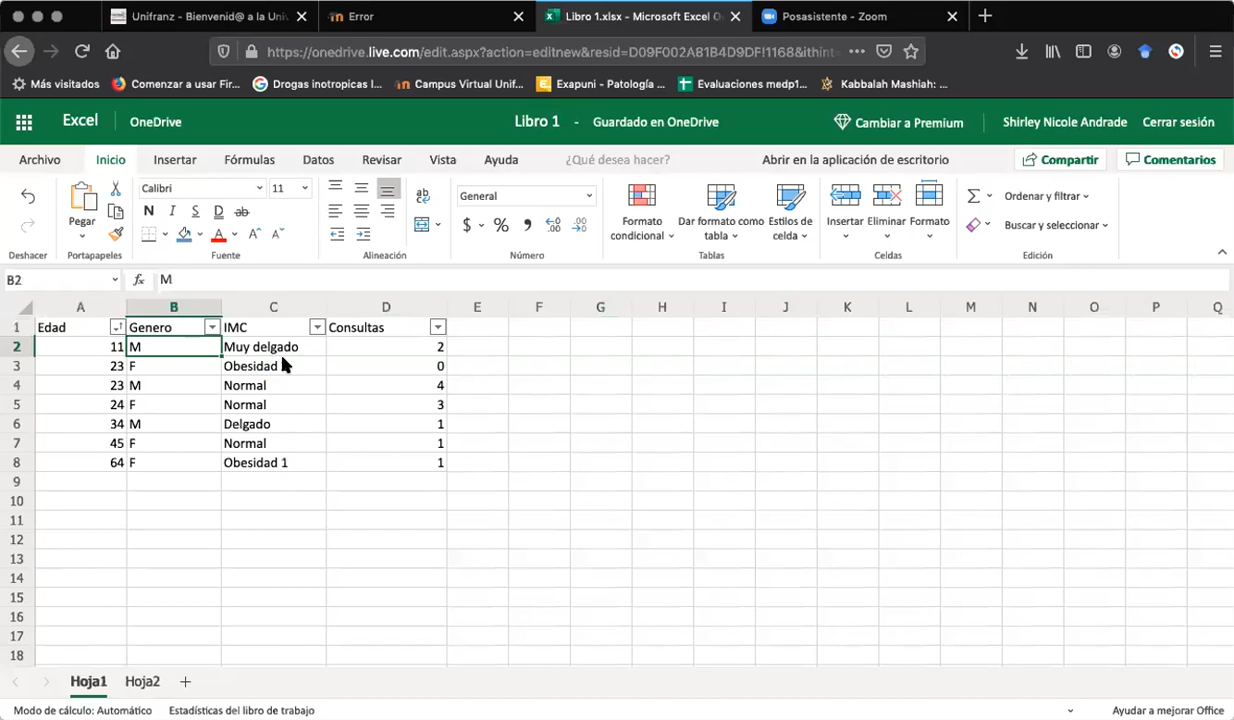 Unifranz - Bienvenid@ a la Univ
Error
Libro 1.xlsx - Microsoft Excel O
Posasistente - Zoom
https://onedrive.live.com/edit.aspx?action=editnew&resid=D09F002A81B4D9DF!1168&ithint
Más visitados
Comenzar a usar Fir...
Drogas inotropicas l...
Campus Virtual Unif...
Exapuni - Patología ...
Evaluaciones medp1...
Kabbalah Mashiah: ...
Excel
OneDrive
Libro 1 - Guardado en OneDrive
Cambiar a Premium
Shirley Nicole Andrade
Cerrar sesión
Archivo Inicio Insertar Fórmulas Datos Revisar Vista Ayuda ¿Qué desea hacer? Abrir en la aplicación de escritorio Compartir Comentarios
Calibri 11
General
Pegar
Formato condicional
Dar formato como tabla
Estilos de celda
Insertar Eliminar Formato
Ordenar y filtrar
Buscar y seleccionar
Deshacer Portapapeles Fuente Alineación Número Tablas Celdas Edición
B2 fx M
A B C D E F G H I J K L M N O P Q
1 Edad Genero IMC Consultas
2 11 M Muy delgado 2
3 23 F Obesidad 0
4 23 M Normal 4
5 24 F Normal 3
6 34 M Delgado 1
7 45 F Normal 1
8 64 F Obesidad 1 1
9
10
11
12
13
14
15
16
17
18
Hoja1 Hoja2 +
Modo de cálculo: Automático Estadísticas del libro de trabajo Ayudar a mejorar Office